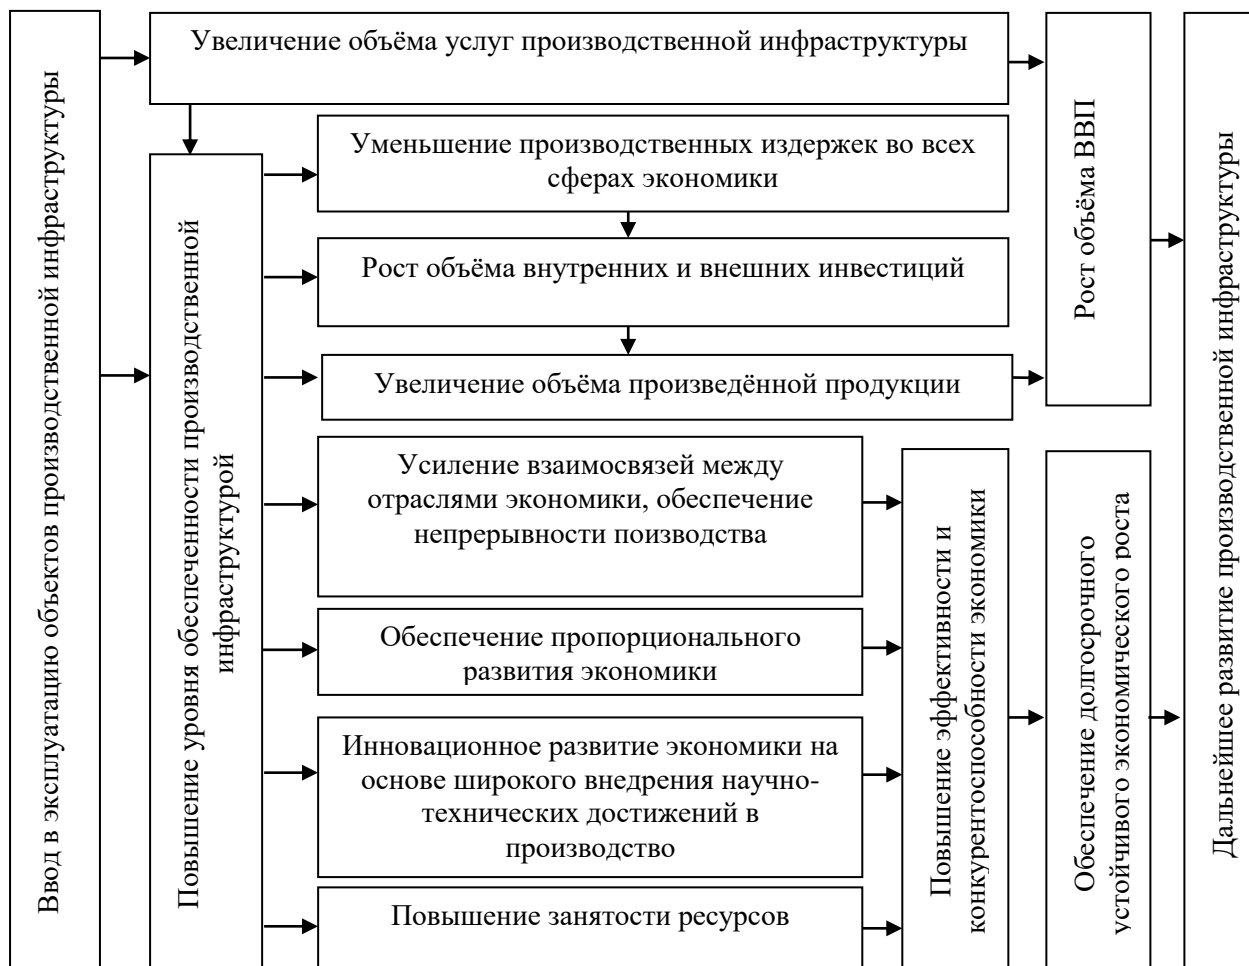 Ввод в эксплуатацию объектов производственной инфраструктуры
Увеличение объёма услуг производственной инфраструктуры
Повышение уровня обеспеченности производственной
инфраструктурой
Уменьшение производственных издержек во всех
сферах экономики
Рост объёма внутренних и внешних инвестиций
Увеличение объёма произведённой продукции
Усиление взаимосвязей между
отраслями экономики, обеспечение
непрерывности поизводства
Обеспечение пропорционального
развития экономики
Инновационное развитие экономики на
основе широкого внедрения научно-
технических достижений в
производство
Повышение занятости ресурсов
Повышение эффективности и
конкурентоспособности экономики
Рост объёма ВВП
Обеспечение долгосрочного
устойчивого экономического роста
Дальнейшее развитие производственной инфраструктуры